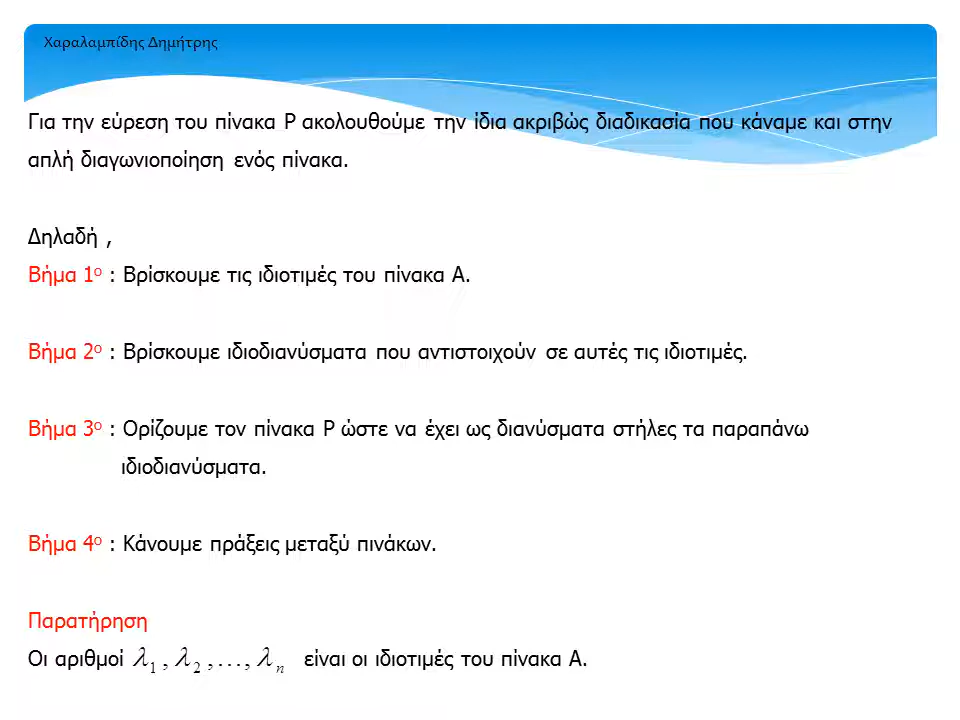 Χαραλαμπίδης Δημήτρης
Για την εύρεση του πίνακα P ακολουθούμε την ίδια ακριβώς διαδικασία που κάναμε και στην
απλή διαγωνιοποίηση ενός πίνακα.
Δηλαδή ,
Βήμα 1ο : Βρίσκουμε τις ιδιοτιμές του πίνακα Α.
Βήμα 2ο : Βρίσκουμε ιδιοδιανύσματα που αντιστοιχούν σε αυτές τις ιδιοτιμές.
Βήμα 3ο : Ορίζουμε τον πίνακα P ώστε να έχει ως διανύσματα στήλες τα παραπάνω
ιδιοδιανύσματα.
Βήμα 4ο : Κάνουμε πράξεις μεταξύ πινάκων.
Παρατήρηση
Οι αριθμοί λ₁ , λ₂ , … , λₙ είναι οι ιδιοτιμές του πίνακα Α.